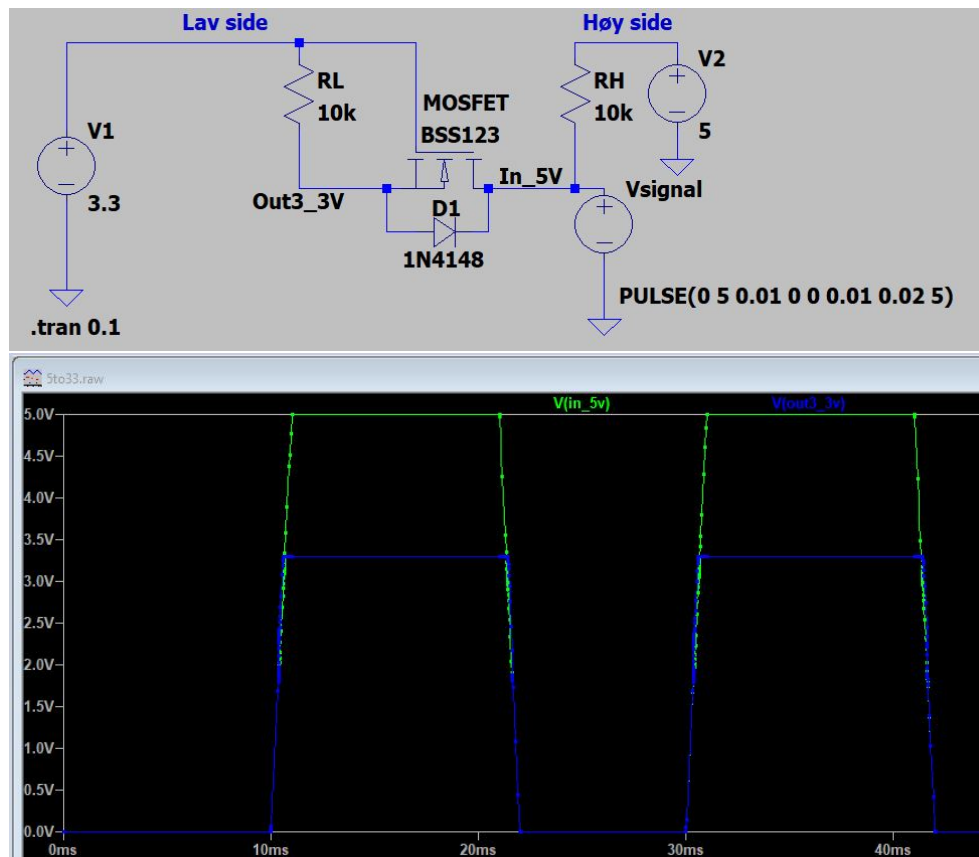 Lav side
Høy side
V1
3.3
RL
10k
MOSFET
BSS123
RH
10k
V2
5
Out3_3V
D1
1N4148
In_5V
Vsignal
PULSE(0 5 0.01 0 0 0.01 0.02 5)
.tran 0.1
5to33.raw
V(in_5v)
V(out3_3v)
5.0V
4.5V
4.0V
3.5V
3.0V
2.5V
2.0V
1.5V
1.0V
0.5V
0.0V
0ms
10ms
20ms
30ms
40ms